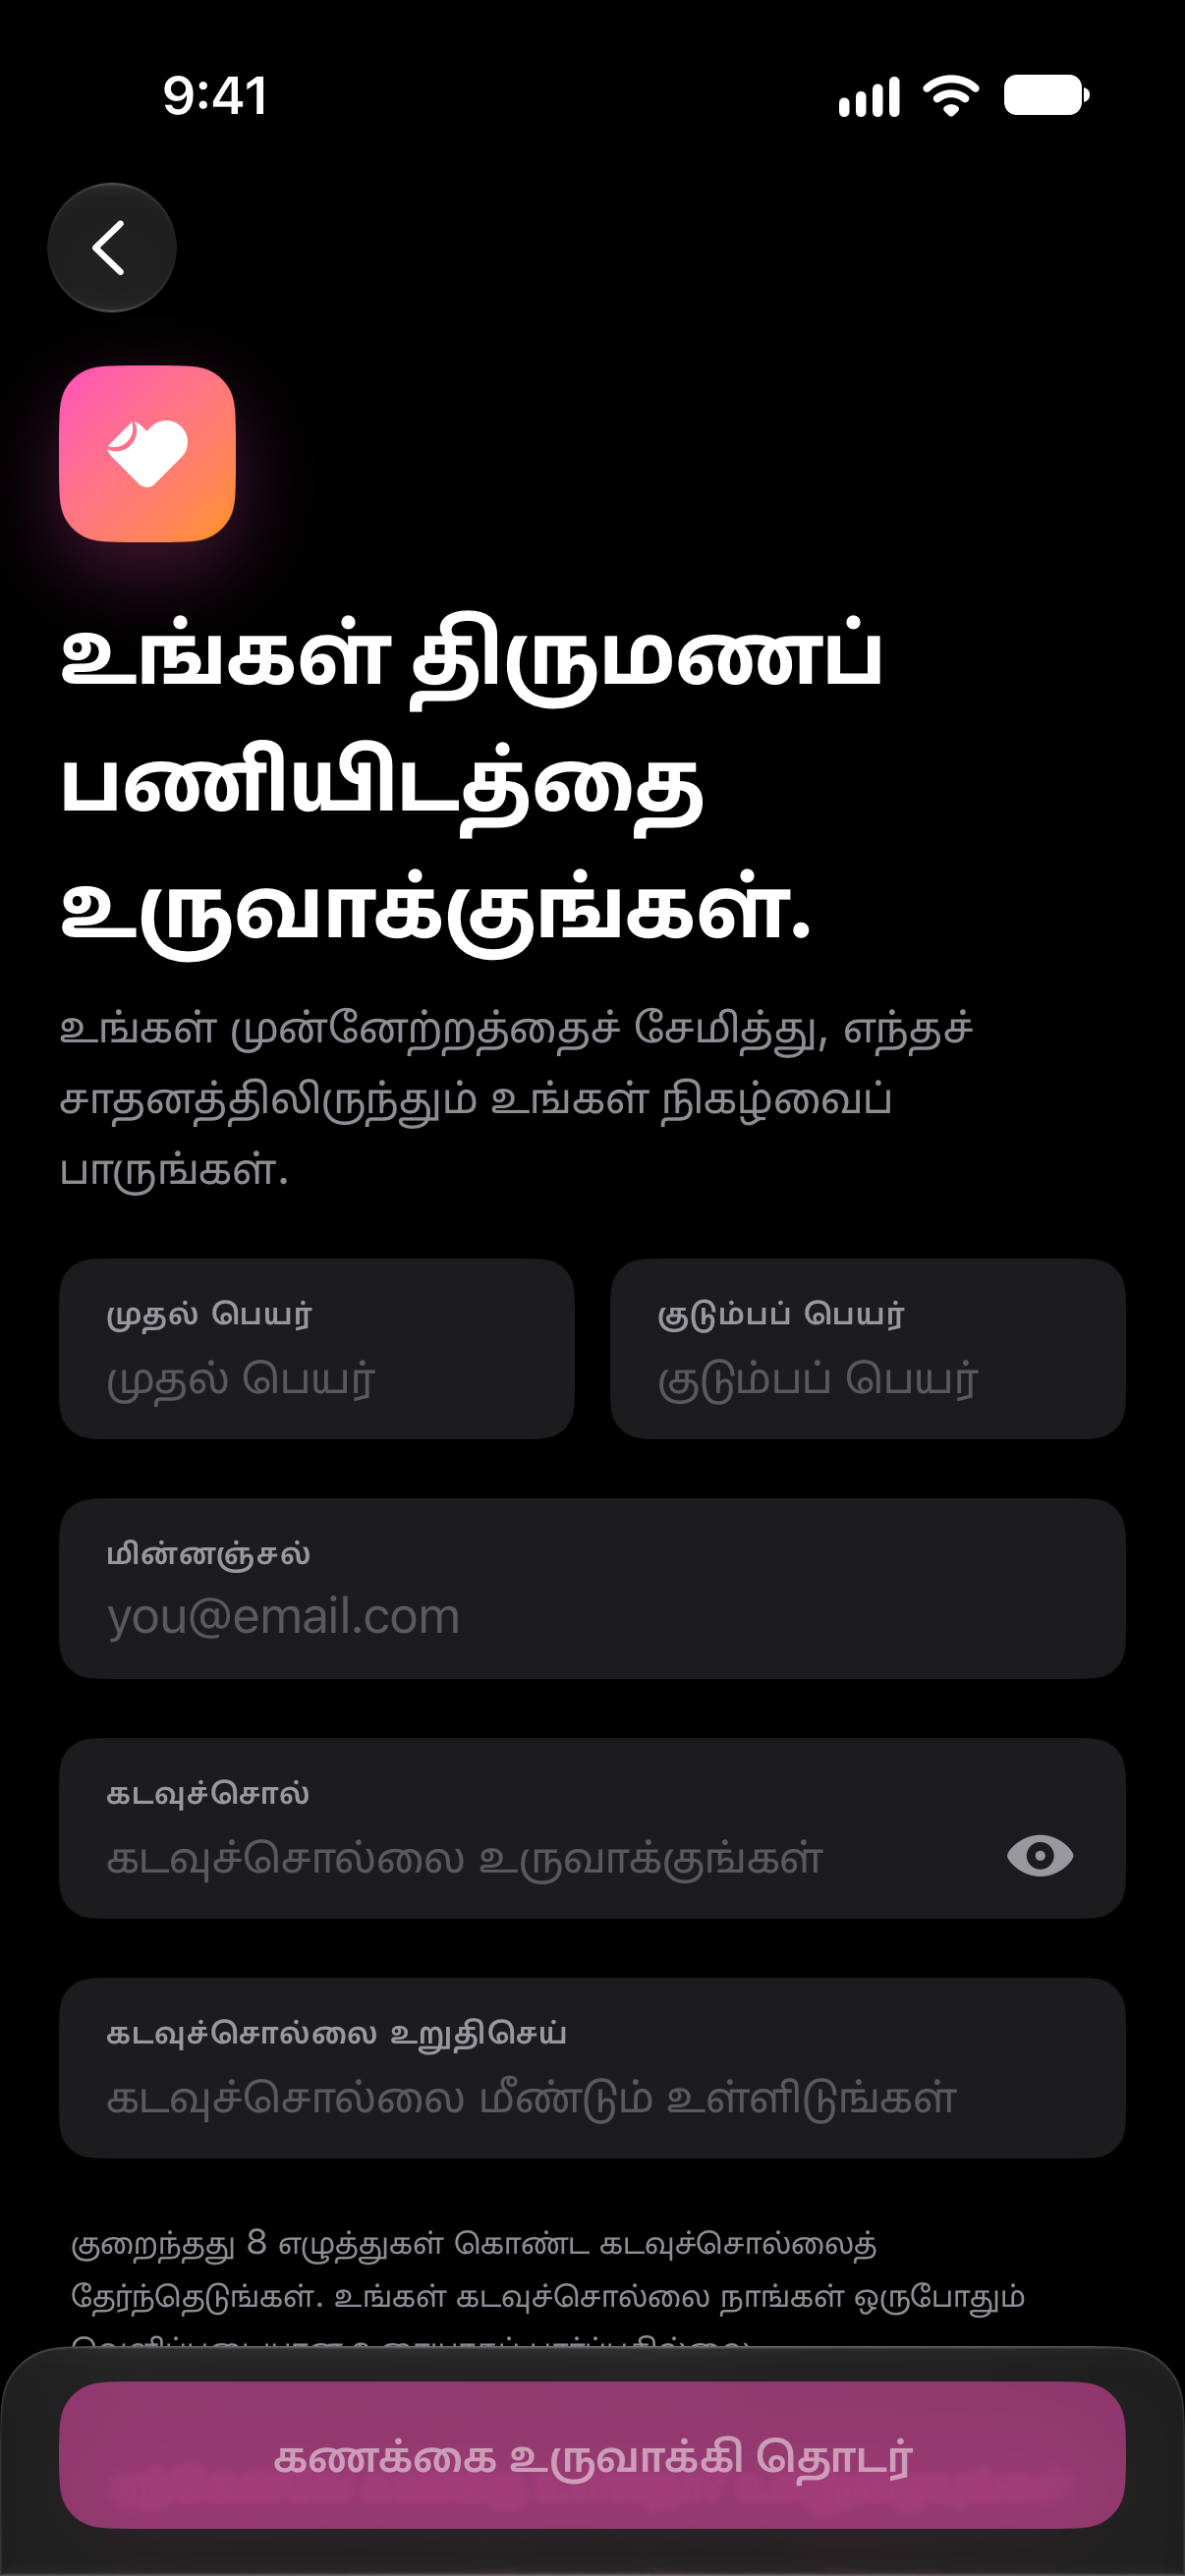 9:41
உங்கள் திருமணப்
பணியிடத்தை
உருவாக்குங்கள்.
உங்கள் முன்னேற்றத்தைச் சேமித்து, எந்தச்
சாதனத்திலிருந்தும் உங்கள் நிகழ்வைப்
பாருங்கள்.
முதல் பெயர்
முதல் பெயர்
குடும்பப் பெயர்
குடும்பப் பெயர்
மின்னஞ்சல்
you@email.com
கடவுச்சொல்
கடவுச்சொல்லை உருவாக்குங்கள்
கடவுச்சொல்லை உறுதிசெய்
கடவுச்சொல்லை மீண்டும் உள்ளிடுங்கள்
குறைந்தது 8 எழுத்துகள் கொண்ட கடவுச்சொல்லைத்
தேர்ந்தெடுங்கள். உங்கள் கடவுச்சொல்லை நாங்கள் ஒருபோதும்
கணக்கை உருவாக்கி தொடர்